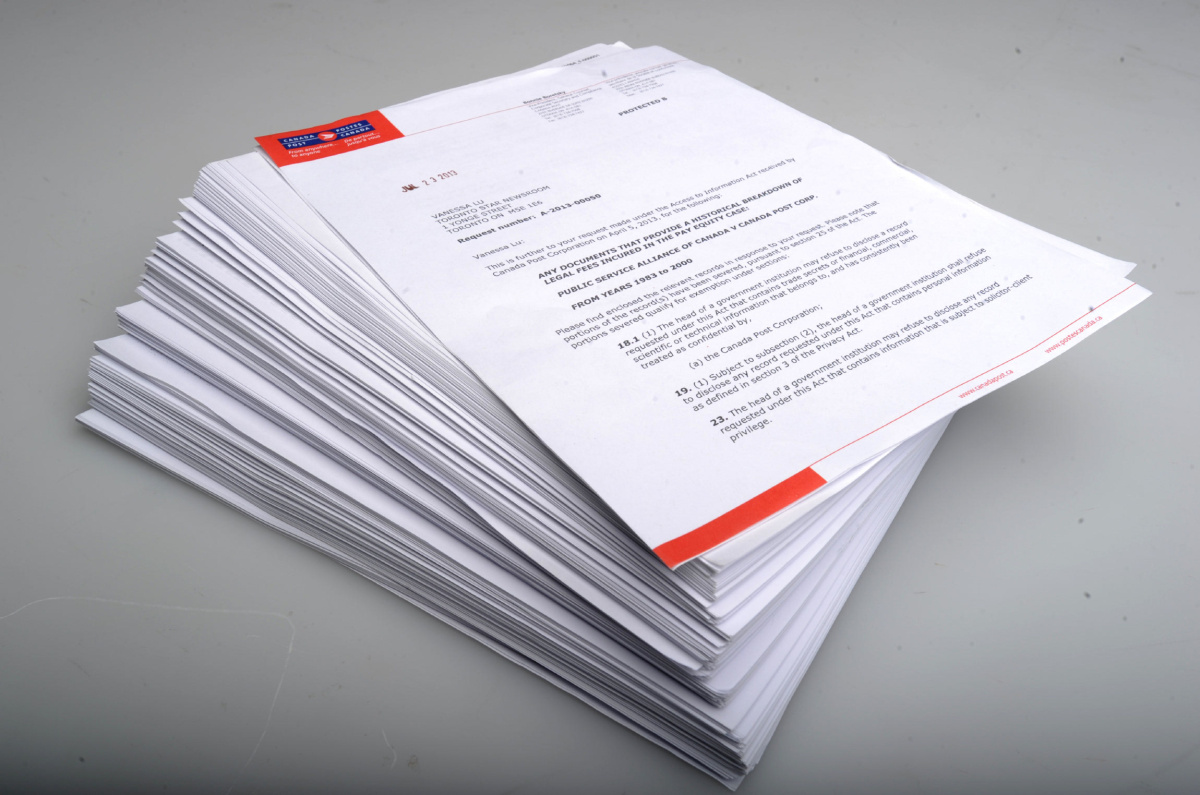 CANADA POSTES
POST CANADA
From anywhere... De partout...
to anyone jusqu'à vous
PROTECTED B
JUL 23 2013
VANESSA LU
TORONTO STAR NEWSROOM
1 YONGE STREET
TORONTO ON M5E 1E6
Request number: A-2013-00050
Vanessa Lu:
This is further to your request made under the Access to Information Act received by
Canada Post Corporation on April 5, 2013, for the following:
ANY DOCUMENTS THAT PROVIDE A HISTORICAL BREAKDOWN OF
LEGAL FEES INCURED IN THE PAY EQUITY CASE:
PUBLIC SERVICE ALLIANCE OF CANADA V CANADA POST CORP.
FROM YEARS 1983 to 2000
Please find enclosed the relevant records in response to your request. Please note that
portions of the record(s) have been severed, pursuant to section 25 of the Act. The
portions severed qualify for exemption under sections:
18.1 (1) The head of a government institution may refuse to disclose a record
requested under this Act that contains trade secrets or financial, commercial,
scientific or technical information that belongs to, and has consistently been
treated as confidential by,
(a) the Canada Post Corporation;
19. (1) Subject to subsection (2), the head of a government institution shall refuse
to disclose any record requested under this Act that contains personal information
as defined in section 3 of the Privacy Act.
23. The head of a government institution may refuse to disclose any record
requested under this Act that contains information that is subject to solicitor-client
privilege.
www.canadapost.ca
www.postescanada.ca